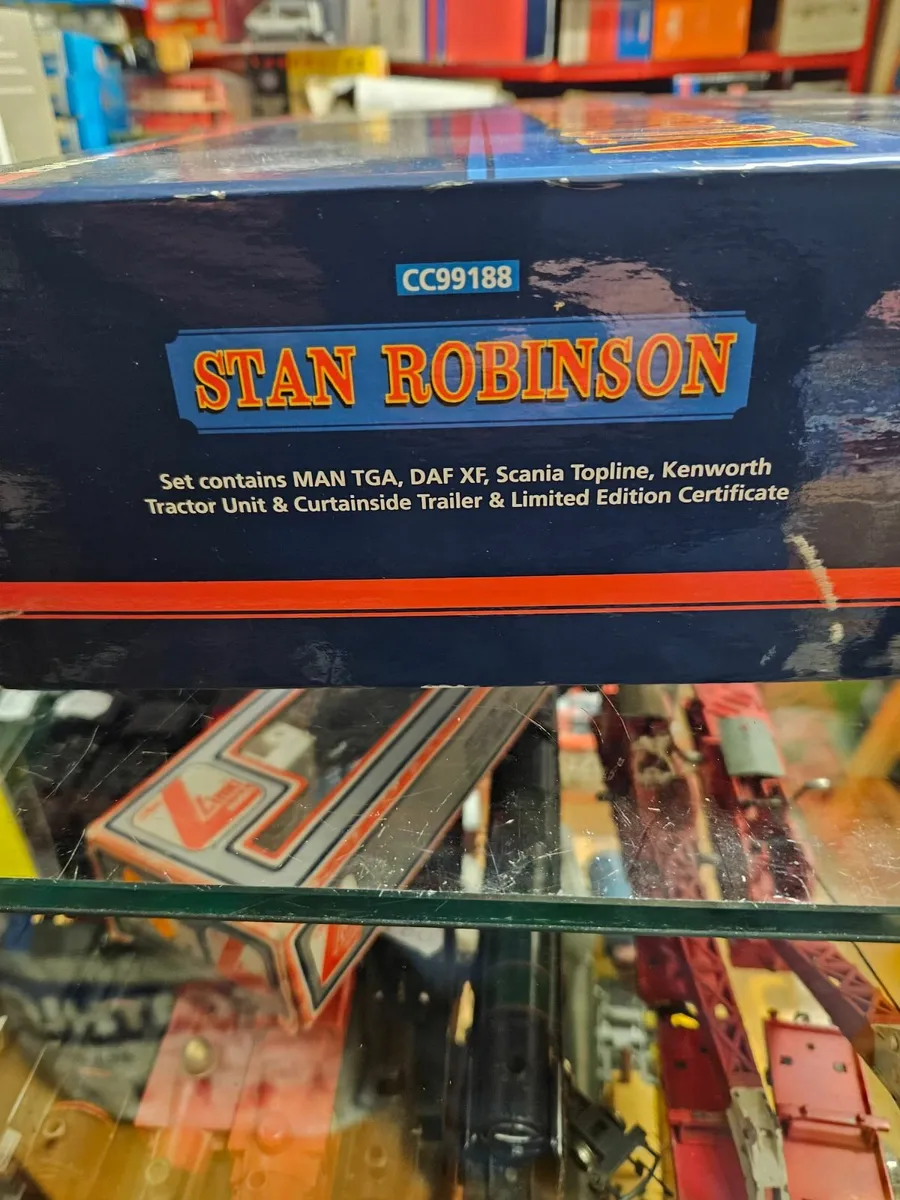 CC99188
STAN ROBINSON
Set contains MAN TGA, DAF XF, Scania Topline, Kenworth
Tractor Unit & Curtainside Trailer & Limited Edition Certificate